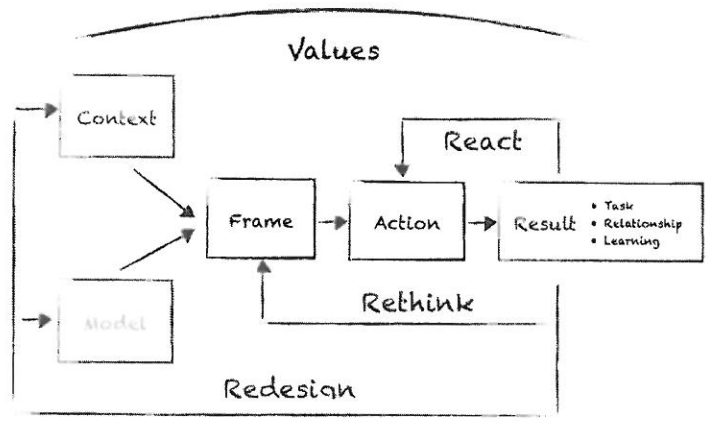 Values
Context
React
Frame
Action
Result
• Task
• Relationship
• Learning
Rethink
Model
Redesign